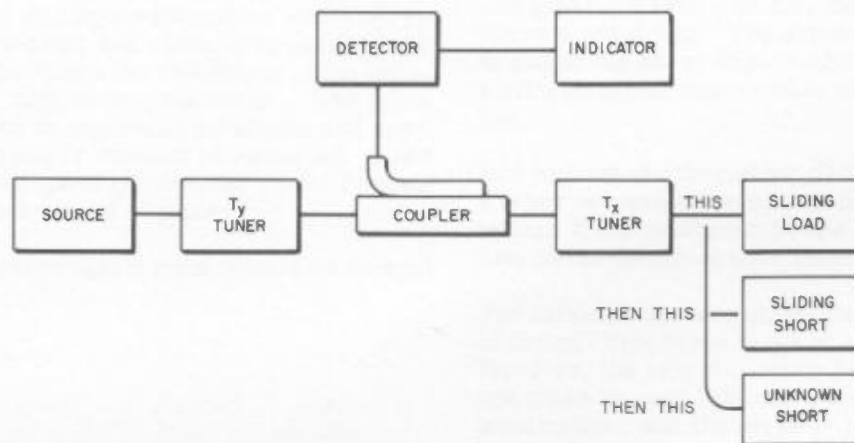 DETECTOR
INDICATOR
SOURCE
Ty
TUNER
COUPLER
Tx
TUNER
THIS
SLIDING
LOAD
THEN THIS
SLIDING
SHORT
THEN THIS
UNKNOWN
SHORT